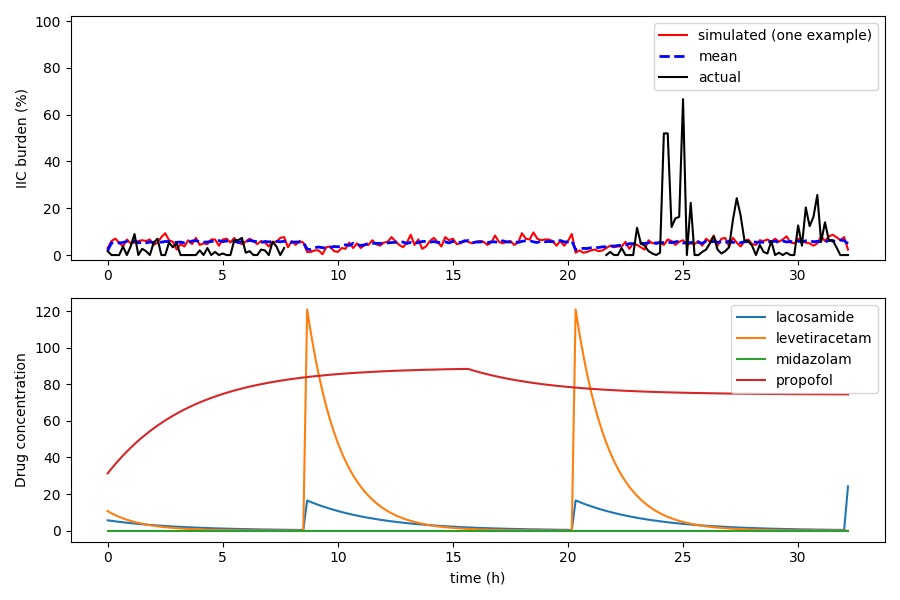 100
80
60
40
20
0
IIC burden (%)
simulated (one example)
mean
actual
0 5 10 15 20 25 30
120
100
80
60
40
20
0
Drug concentration
lacosamide
levetiracetam
midazolam
propofol
0 5 10 15 20 25 30
time (h)